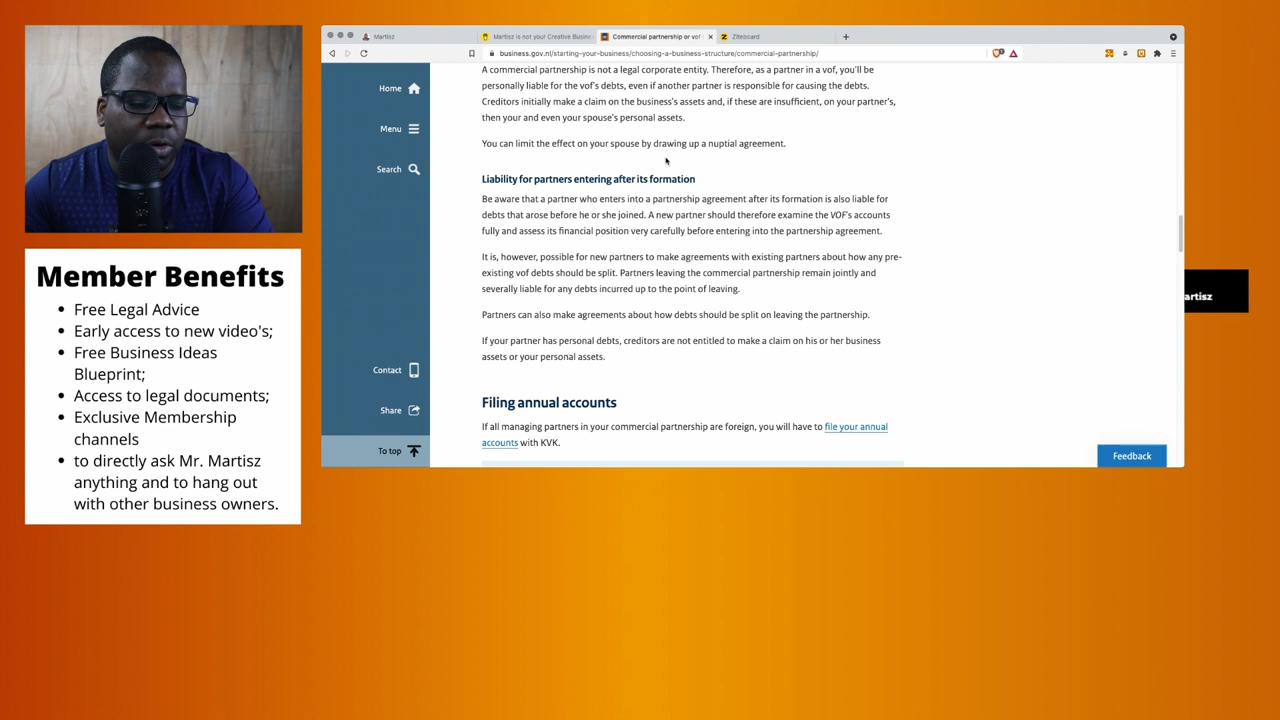 Martisz
Martisz is not your Creative Busine
Commercial partnership or vof
Ziteboard
business.gov.nl/starting-your-business/choosing-a-business-structure/commercial-partnership/
Home
Menu
Search
Contact
Share
To top
A commercial partnership is not a legal corporate entity. Therefore, as a partner in a vof, you'll be
personally liable for the vof's debts, even if another partner is responsible for causing the debts.
Creditors initially make a claim on the business's assets and, if these are insufficient, on your partner's,
then your and even your spouse's personal assets.
You can limit the effect on your spouse by drawing up a nuptial agreement.
Liability for partners entering after its formation
Be aware that a partner who enters into a partnership agreement after its formation is also liable for
debts that arose before he or she joined. A new partner should therefore examine the VOF's accounts
fully and assess its financial position very carefully before entering into the partnership agreement.
It is, however, possible for new partners to make agreements with existing partners about how any pre-
existing vof debts should be split. Partners leaving the commercial partnership remain jointly and
severally liable for any debts incurred up to the point of leaving.
Partners can also make agreements about how debts should be split on leaving the partnership.
If your partner has personal debts, creditors are not entitled to make a claim on his or her business
assets or your personal assets.
Filing annual accounts
If all managing partners in your commercial partnership are foreign, you will have to file your annual
accounts with KVK.
Feedback
artisz
Member Benefits
• Free Legal Advice
• Early access to new video's;
• Free Business Ideas
Blueprint;
• Access to legal documents;
• Exclusive Membership
channels
• to directly ask Mr. Martisz
anything and to hang out
with other business owners.